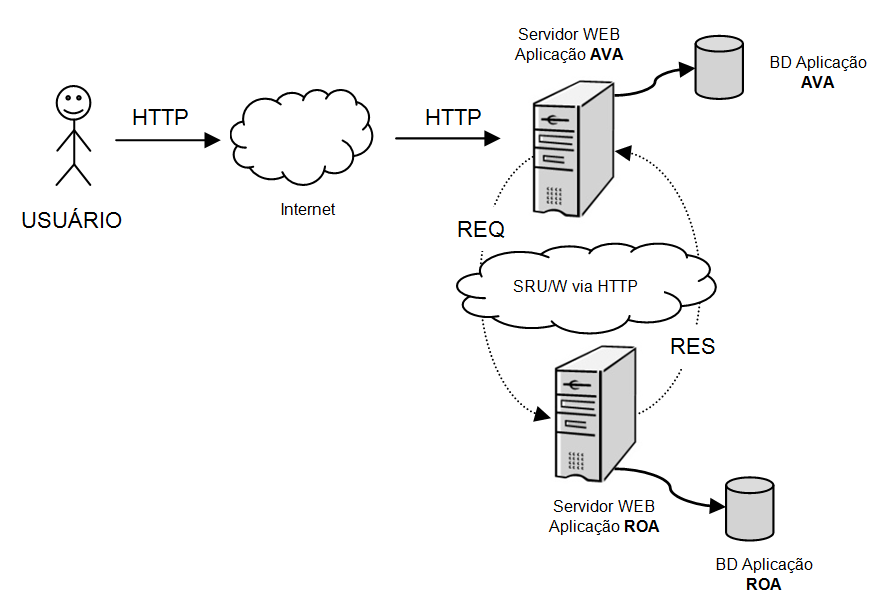 Servidor WEB
Aplicação AVA
BD Aplicação
AVA
HTTP
HTTP
USUÁRIO
Internet
REQ
SRU/W via HTTP
RES
Servidor WEB
Aplicação ROA
BD Aplicação
ROA